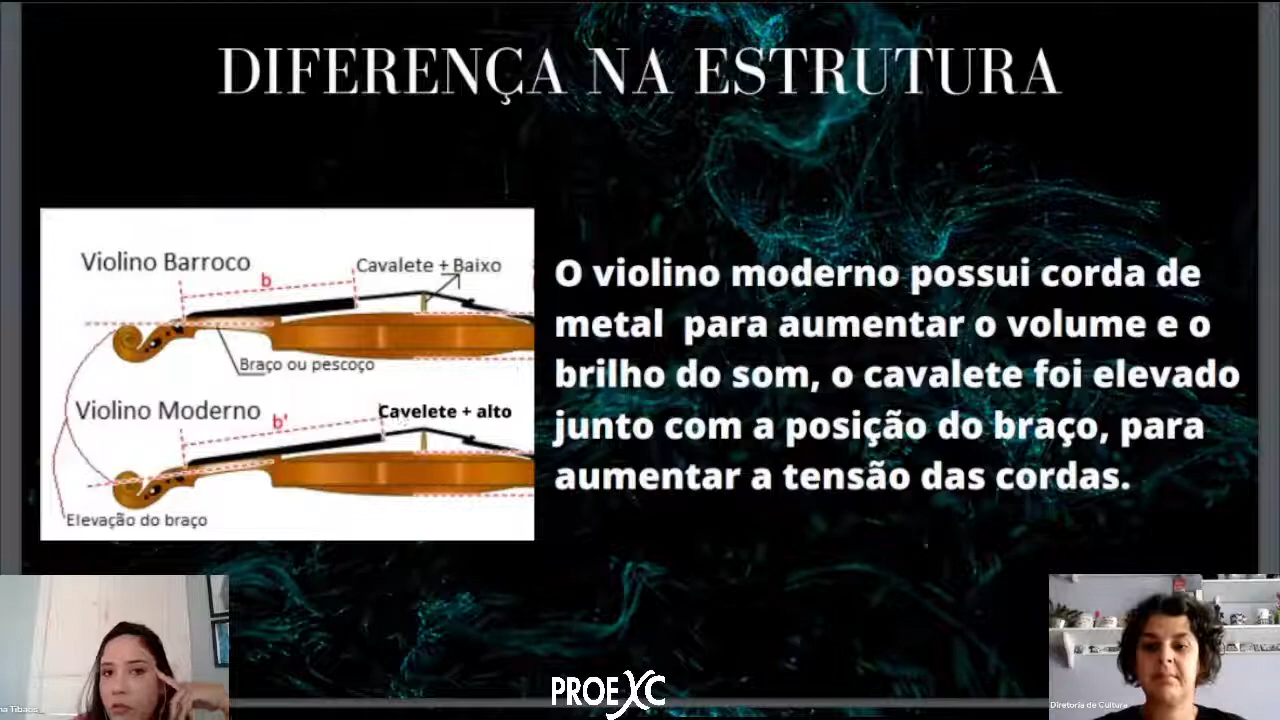 DIFERENÇA NA ESTRUTURA
Violino Barroco
b
Cavalete + Baixo
Braço ou pescoço
Violino Moderno
b'
Cavelete + alto
Elevação do braço
O violino moderno possui corda de
metal para aumentar o volume e o
brilho do som, o cavalete foi elevado
junto com a posição do braço, para
aumentar a tensão das cordas.
PROEXC
Diretoria de Cultura